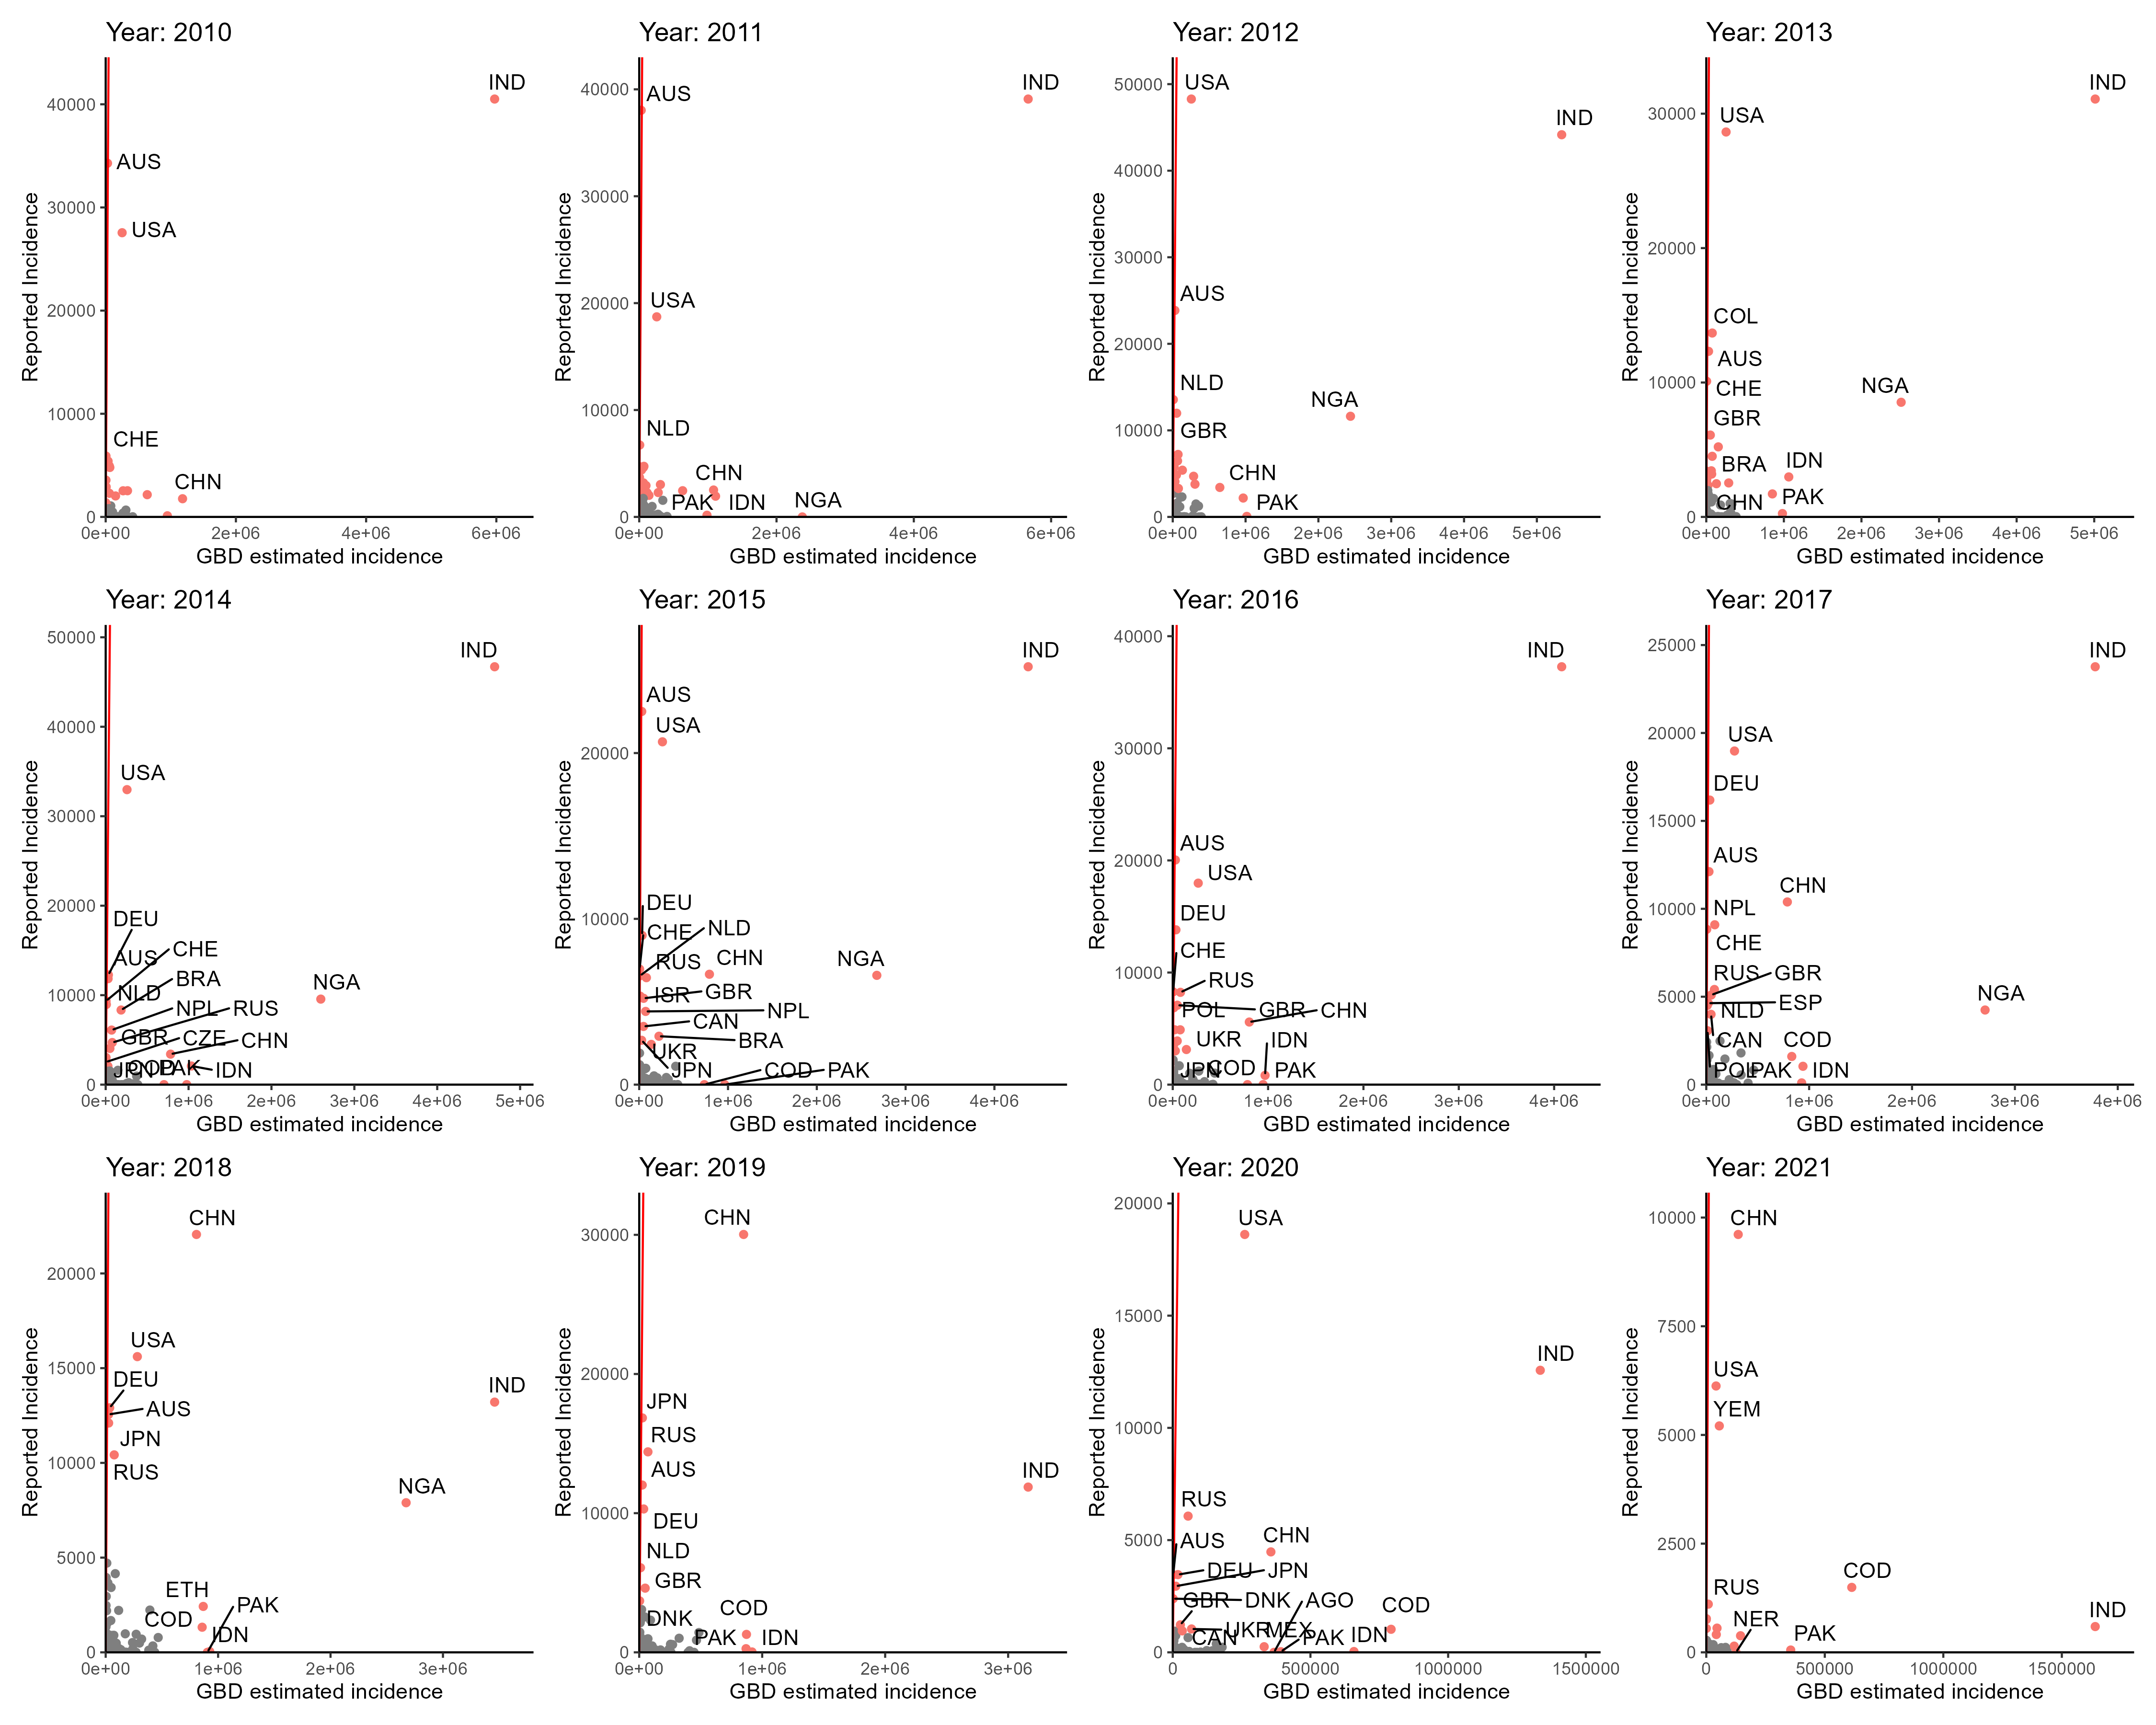 Year: 2010
40000
30000
20000
10000
0
Reported Incidence
IND
AUS
USA
CHE
CHN
0e+00 2e+06 4e+06 6e+06
GBD estimated incidence
Year: 2011
40000
30000
20000
10000
0
Reported Incidence
AUS
IND
USA
NLD
CHN
PAK IDN NGA
0e+00 2e+06 4e+06 6e+06
GBD estimated incidence
Year: 2012
50000
40000
30000
20000
10000
0
Reported Incidence
USA
IND
AUS
NLD
NGA
GBR
CHN
PAK
0e+00 1e+06 2e+06 3e+06 4e+06 5e+06
GBD estimated incidence
Year: 2013
30000
20000
10000
0
Reported Incidence
IND
USA
COL
AUS
CHE NGA
GBR
BRA IDN
CHN PAK
0e+00 1e+06 2e+06 3e+06 4e+06 5e+06
GBD estimated incidence
Year: 2014
50000
40000
30000
20000
10000
0
Reported Incidence
IND
USA
DEU
AUS CHE
BRA NGA
NLD
NPL RUS
GBR CZE CHN
JPN COD PAK IDN
0e+00 1e+06 2e+06 3e+06 4e+06 5e+06
GBD estimated incidence
Year: 2015
20000
10000
0
Reported Incidence
IND
AUS
USA
DEU
CHE NLD
RUS CHN NGA
ISR GBR
NPL
CAN
BRA
UKR
JPN COD PAK
0e+00 1e+06 2e+06 3e+06 4e+06
GBD estimated incidence
Year: 2016
40000
30000
20000
10000
0
Reported Incidence
IND
AUS
USA
DEU
CHE
RUS
POL GBR CHN
UKR IDN
JPN COD PAK
0e+00 1e+06 2e+06 3e+06 4e+06
GBD estimated incidence
Year: 2017
25000
20000
15000
10000
5000
0
Reported Incidence
IND
USA
DEU
AUS
CHN
NPL
CHE
RUS GBR
ESP NGA
NLD
CAN COD
POL PAK IDN
0e+00 1e+06 2e+06 3e+06 4e+06
GBD estimated incidence
Year: 2018
20000
15000
10000
5000
0
Reported Incidence
CHN
USA
DEU
IND
AUS
JPN
RUS
NGA
ETH
PAK
COD
IDN
0e+00 1e+06 2e+06 3e+06
GBD estimated incidence
Year: 2019
30000
20000
10000
0
Reported Incidence
CHN
JPN
RUS
AUS IND
DEU
NLD
GBR
DNK COD
PAK IDN
0e+00 1e+06 2e+06 3e+06
GBD estimated incidence
Year: 2020
20000
15000
10000
5000
0
Reported Incidence
USA
IND
RUS
AUS CHN
DEU JPN
GBR DNK AGO COD
CAN UKR MEX PAK IDN
0 500000 1000000 1500000
GBD estimated incidence
Year: 2021
10000
7500
5000
2500
0
Reported Incidence
CHN
USA
YEM
COD
RUS
NER IND
PAK
0 500000 1000000 1500000
GBD estimated incidence